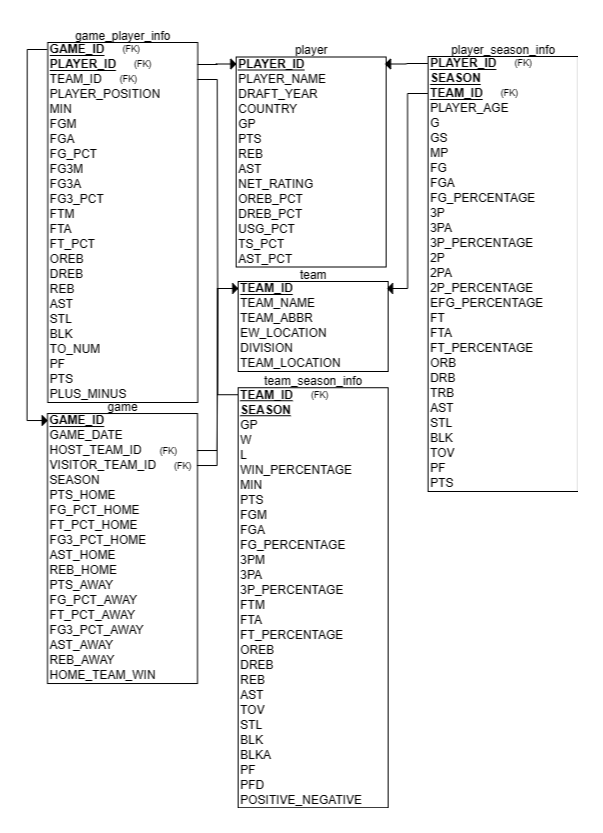 game_player_info
GAME_ID (FK)
PLAYER_ID (FK)
TEAM_ID (FK)
PLAYER_POSITION
MIN
FGM
FGA
FG_PCT
FG3M
FG3A
FG3_PCT
FTM
FTA
FT_PCT
OREB
DREB
REB
AST
STL
BLK
TO_NUM
PF
PTS
PLUS_MINUS
game
GAME_ID
GAME_DATE
HOST_TEAM_ID (FK)
VISITOR_TEAM_ID (FK)
SEASON
PTS_HOME
FG_PCT_HOME
FT_PCT_HOME
FG3_PCT_HOME
AST_HOME
REB_HOME
PTS_AWAY
FG_PCT_AWAY
FT_PCT_AWAY
FG3_PCT_AWAY
AST_AWAY
REB_AWAY
HOME_TEAM_WIN
player
PLAYER_ID
PLAYER_NAME
DRAFT_YEAR
COUNTRY
GP
PTS
REB
AST
NET_RATING
OREB_PCT
DREB_PCT
USG_PCT
TS_PCT
AST_PCT
team
TEAM_ID
TEAM_NAME
TEAM_ABBR
EW_LOCATION
DIVISION
TEAM_LOCATION
team_season_info
TEAM_ID (FK)
SEASON
GP
W
L
WIN_PERCENTAGE
MIN
PTS
FGM
FGA
FG_PERCENTAGE
3PM
3PA
3P_PERCENTAGE
FTM
FTA
FT_PERCENTAGE
OREB
DREB
REB
AST
TOV
STL
BLK
BLKA
PF
PFD
POSITIVE_NEGATIVE
player_season_info
PLAYER_ID (FK)
SEASON
TEAM_ID (FK)
PLAYER_AGE
G
GS
MP
FG
FGA
FG_PERCENTAGE
3P
3PA
3P_PERCENTAGE
2P
2PA
2P_PERCENTAGE
EFG_PERCENTAGE
FT
FTA
FT_PERCENTAGE
ORB
DRB
TRB
AST
STL
BLK
TOV
PF
PTS